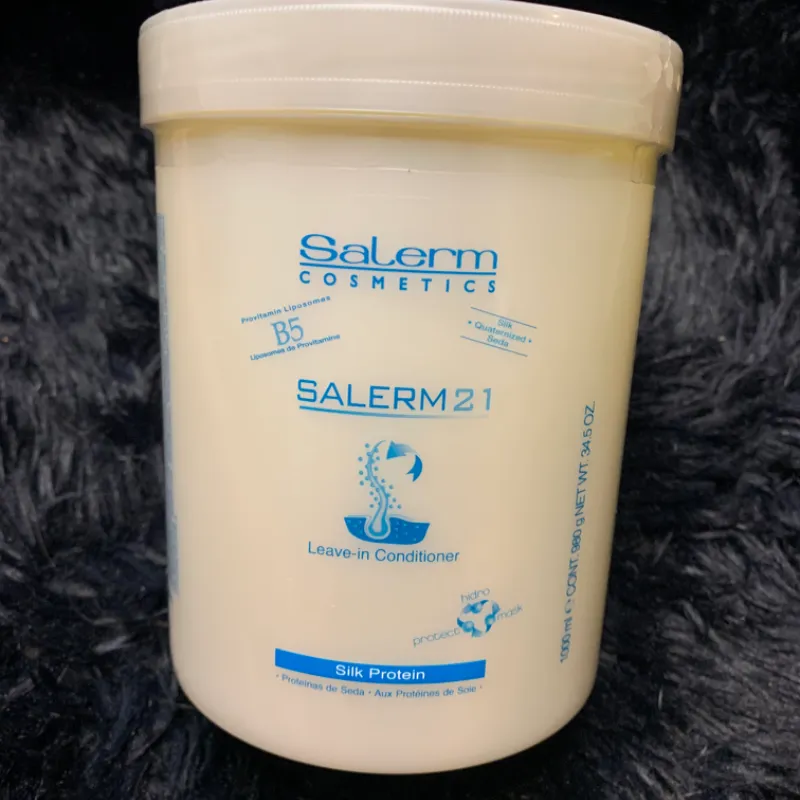 Salerm
COSMETICS
Provitamin Liposomes
B5
Liposomas de Provitamina
Silk
• Quaternized •
Seda
SALERM 21
Leave-in Conditioner
hidro
protect
mask
1000 ml e CONT. 980 g NET WT. 34.5 OZ.
Silk Protein
· Proteinas de Seda · Aux Protéines de Soie ·